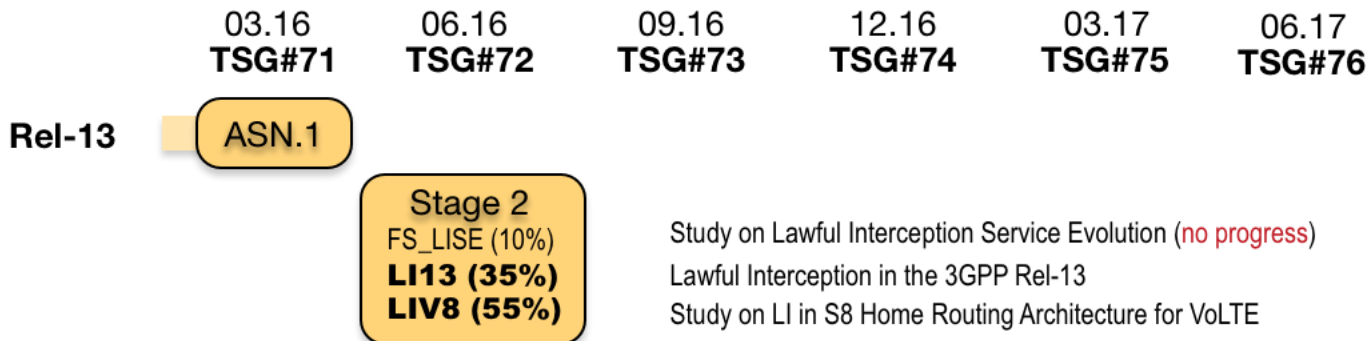 03.16 06.16 09.16 12.16 03.17 06.17
TSG#71 TSG#72 TSG#73 TSG#74 TSG#75 TSG#76
Rel-13 ASN.1
Stage 2
FS_LISE (10%) Study on Lawful Interception Service Evolution (no progress)
LI13 (35%) Lawful Interception in the 3GPP Rel-13
LIV8 (55%) Study on LI in S8 Home Routing Architecture for VoLTE